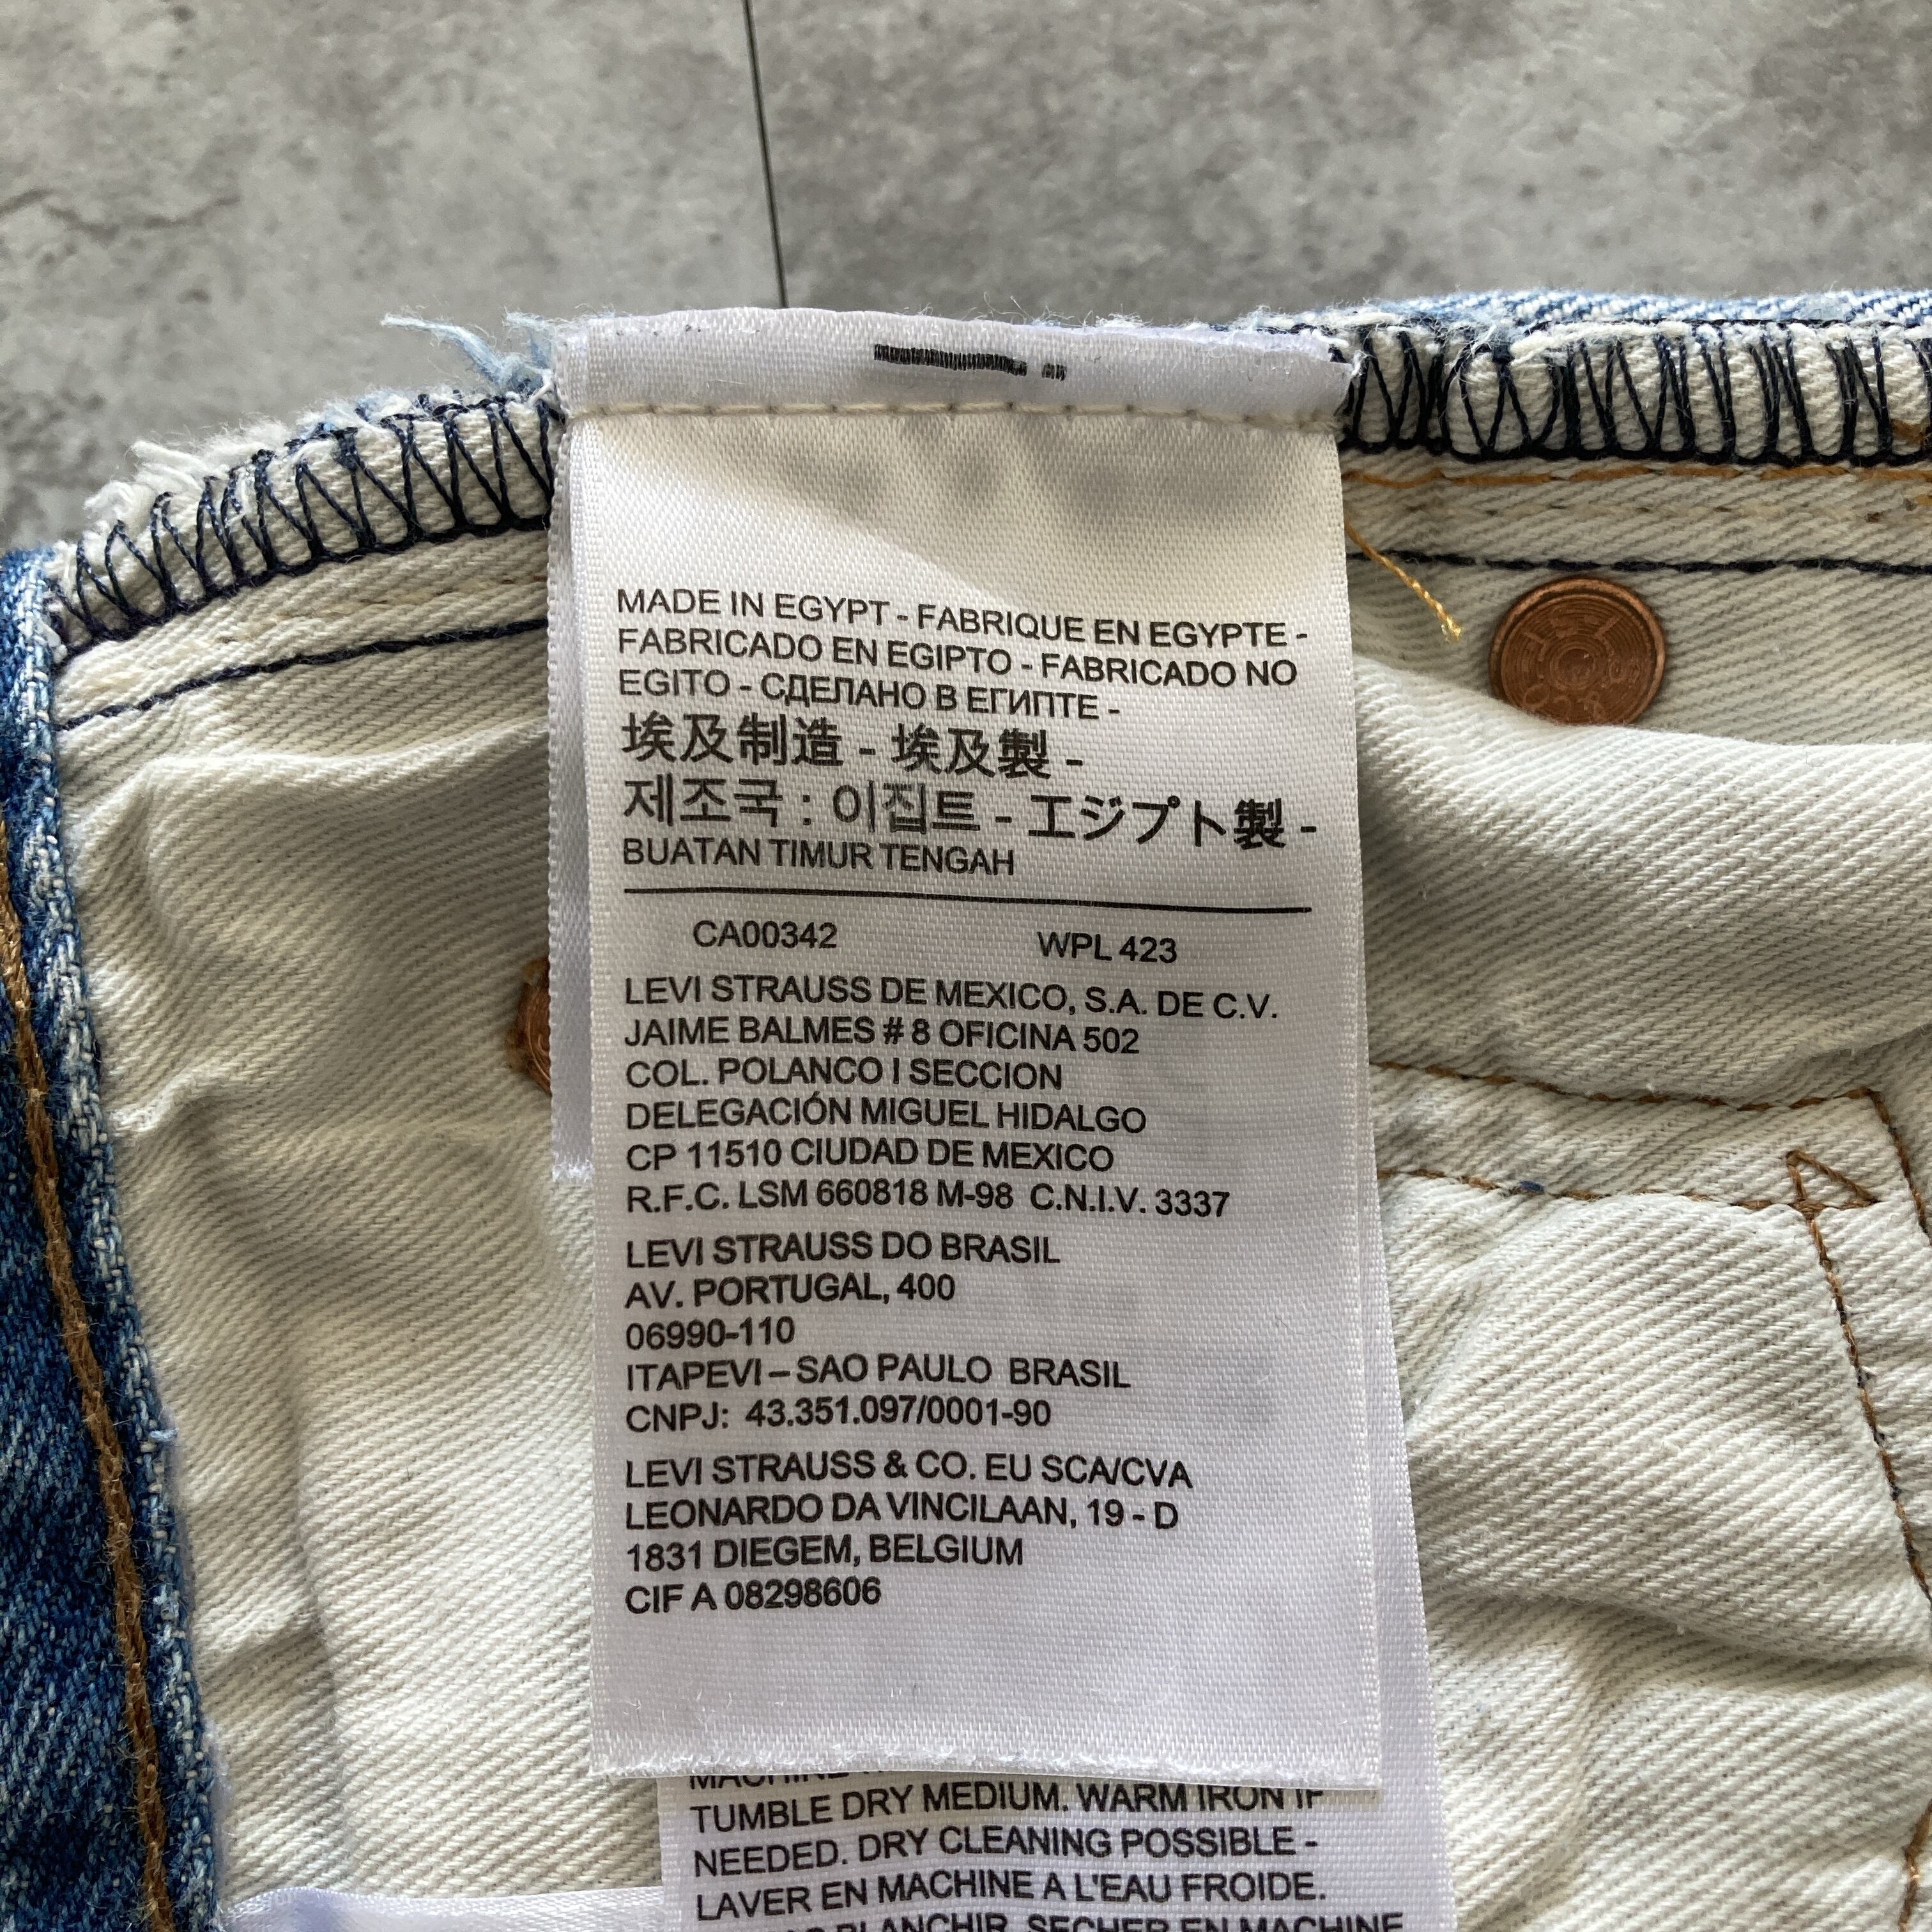 MADE IN EGYPT - FABRIQUE EN EGYPTE -
FABRICADO EN EGIPTO - FABRICADO NO
EGITO - СДЕЛАНО В ЕГИПТЕ -
埃及制造 - 埃及製 -
제조국 : 이집트 - エジプト製 -
BUATAN TIMUR TENGAH
CA00342 WPL 423
LEVI STRAUSS DE MEXICO, S.A. DE C.V.
JAIME BALMES # 8 OFICINA 502
COL. POLANCO I SECCION
DELEGACIÓN MIGUEL HIDALGO
CP 11510 CIUDAD DE MEXICO
R.F.C. LSM 660818 M-98 C.N.I.V. 3337
LEVI STRAUSS DO BRASIL
AV. PORTUGAL, 400
06990-110
ITAPEVI – SAO PAULO BRASIL
CNPJ: 43.351.097/0001-90
LEVI STRAUSS & CO. EU SCA/CVA
LEONARDO DA VINCILAAN, 19 - D
1831 DIEGEM, BELGIUM
CIF A 08298606
TUMBLE DRY MEDIUM. WARM IRON IF
NEEDED. DRY CLEANING POSSIBLE -
LAVER EN MACHINE A L'EAU FROIDE.
BLANCHIR. SECHER EN MACHINE